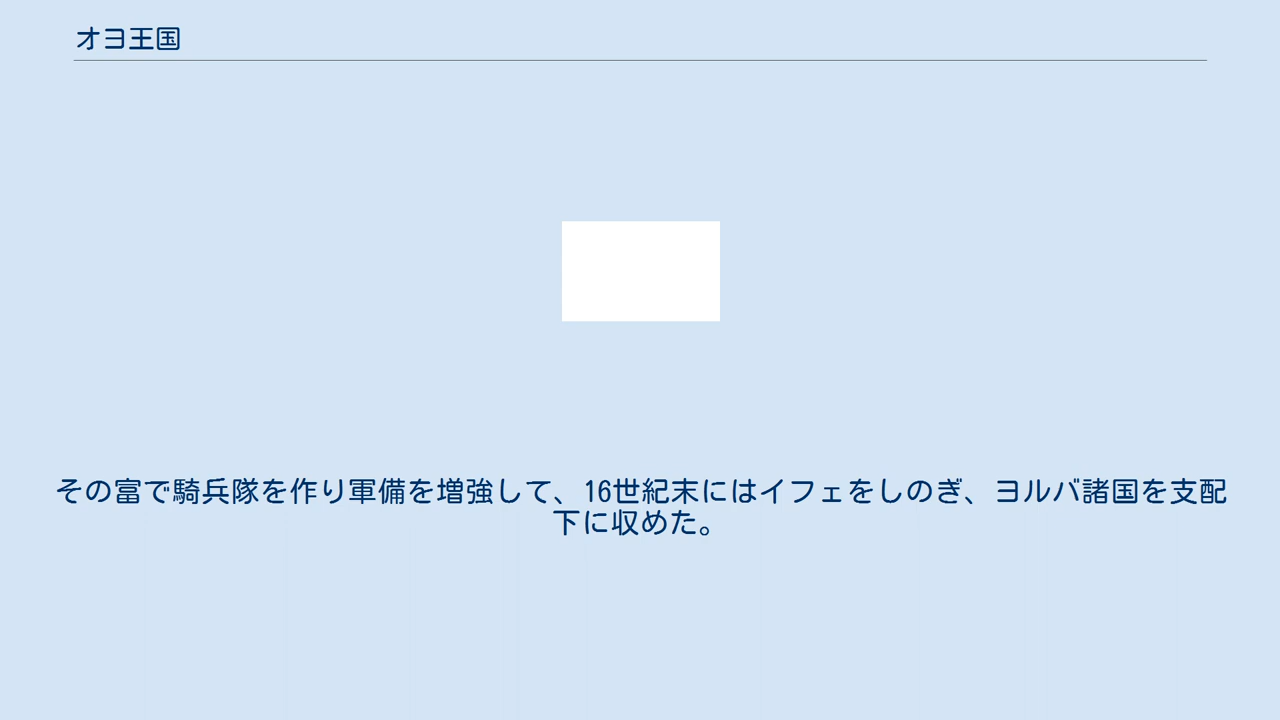 オヨ王国
その富で騎兵隊を作り軍備を増強して、16世紀末にはイフェをしのぎ、ヨルバ諸国を支配
下に収めた。